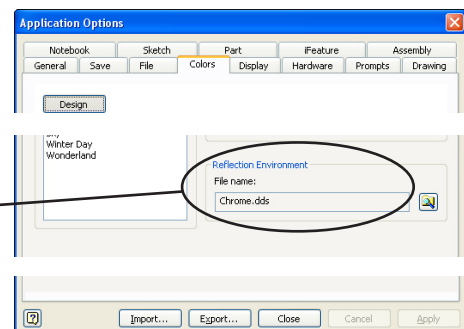 Application Options
Notebook Sketch Part iFeature Assembly
General Save File Colors Display Hardware Prompts Drawing
Design
Winter Day
Wonderland
Reflection Environment
File name:
Chrome.dds
Import... Export... Close Cancel Apply